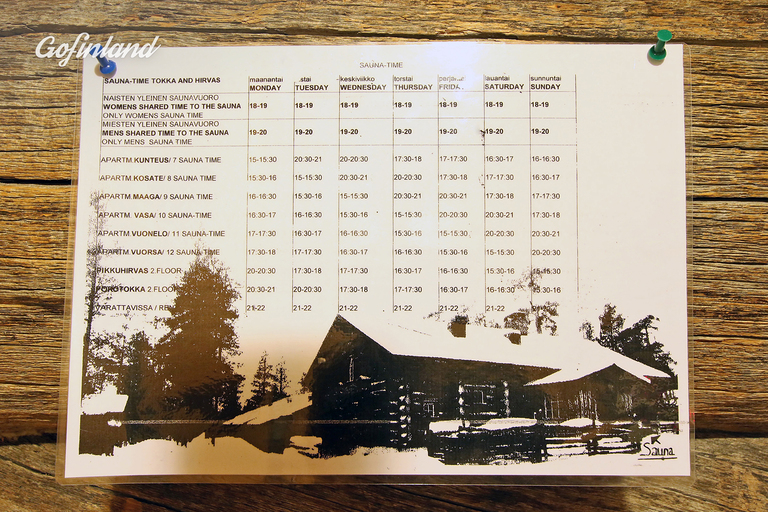 Gofinland
SAUNA-TIME
SAUNA-TIME TOKKA AND HIRVAS maanantai MONDAY TUESDAY keskiviikko WEDNESDAY torstai THURSDAY FRIDAY lauantai SATURDAY sunnuntai SUNDAY
NAISTEN YLEINEN SAUNAVUORO
WOMENS SHARED TIME TO THE SAUNA 18-19 18-19 18-19 18-19 18-19 18-19 18-19
ONLY WOMENS SAUNA TIME
MIESTEN YLEINEN SAUNAVUORO
MENS SHARED TIME TO THE SAUNA 19-20 19-20 19-20 19-20 19-20 19-20 19-20
ONLY MENS SAUNA TIME
APARTM.KUNTEUS/ 7 SAUNA TIME 15-15:30 20:30-21 20-20:30 17:30-18 17-17:30 16:30-17 16-16:30
APARTM.KOSATE/ 8 SAUNA TIME 15:30-16 15-15:30 20:30-21 20-20:30 17:30-18 17-17:30 16:30-17
APARTM.MAAGA/ 9 SAUNA TIME 16-16:30 15:30-16 15-15:30 20:30-21 20-20:30 17:30-18 17-17:30
APARTM. VASA/ 10 SAUNA-TIME 16:30-17 16-16:30 15:30-16 15-15:30 20-20:30 17:30-18
APARTM.VUONELO/ 11 SAUNA-TIME 17-17:30 16:30-17 16-16:30 15:30-16 15-15:30 20:30-21
APARTM.VUORSA/ 12 SAUNA-TIME 17:30-18 17-17:30 16:30-17 16-16:30 15:30-16 15-15:30 20-20:30
PIKKUHIRVAS 2.FLOOR 20-20:30 17:30-18 17-17:30 16:30-17 16-16:30 15:30-16 15-15:30
POROTOKKA 2.FLOOR 20:30-21 20-20:30 17:30-18 17-17:30 16:30-17 16-16:30 15:30-16
VARATTAVISSA / 21-22 21-22 21-22 21-22 21-22 21-22 21-22
Sauna